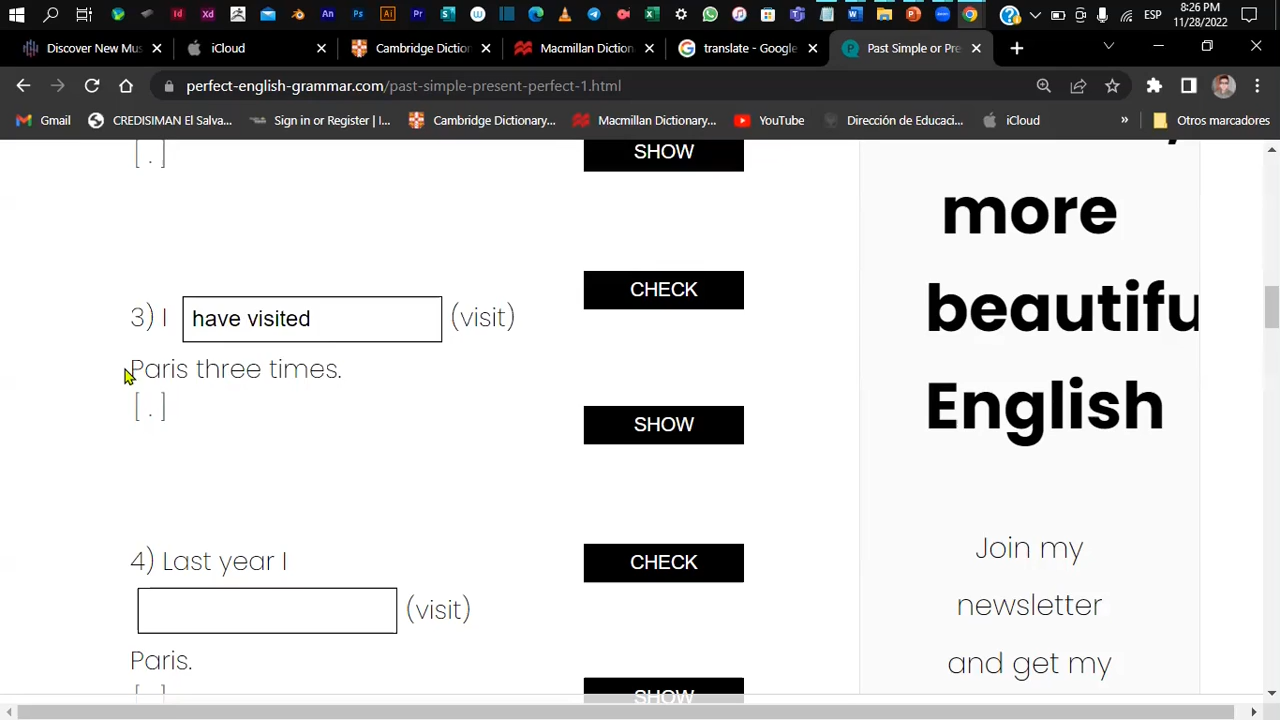 8:26 PM
ESP
11/28/2022
Discover New Mus
iCloud
Cambridge Dictior
Macmillan Diction
translate - Google
Past Simple or Pre
perfect-english-grammar.com/past-simple-present-perfect-1.html
Gmail
CREDISIMAN El Salva...
Sign in or Register | I...
Cambridge Dictionary...
Macmillan Dictionary...
YouTube
Dirección de Educaci...
iCloud
»
Otros marcadores
[ . ]
SHOW
more
beautifu
English
CHECK
3) I have visited (visit)
Paris three times.
[ . ]
SHOW
4) Last year I
CHECK
(visit)
Paris.
[ . ]
SHOW
Join my
newsletter
and get my